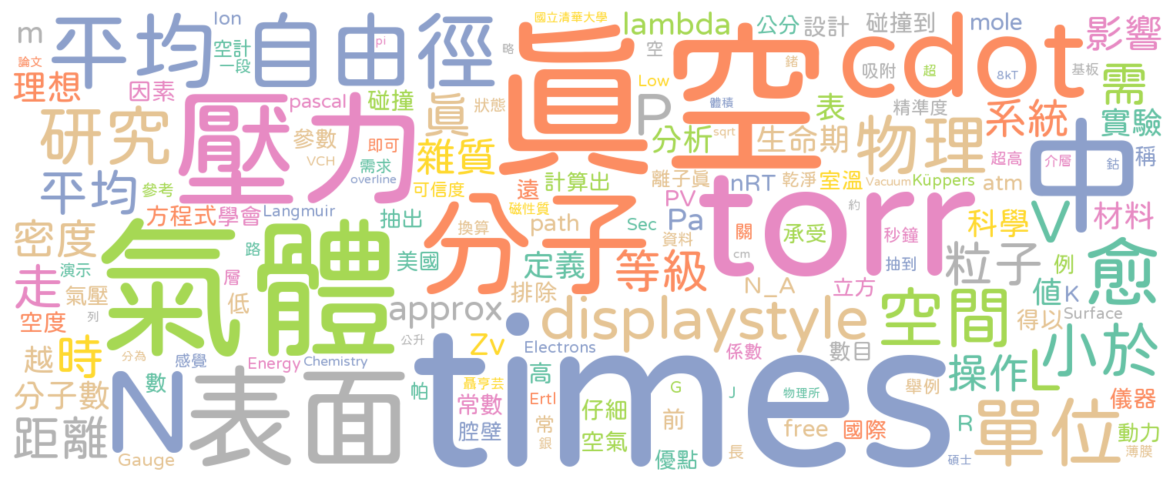 國立清華大學
m
平均自由徑
lon
pi
略
眞空
lambda
公分
設計
碰撞到
mole
影響
空計
一段
論文
理想
因素
pascal
碰撞
眞
狀態
Low
空
鍺
吸附
超
cdot
8kT
基板
需
研究
壓力
VCH
參數
即可
需求
overline
雜質
P
分析
體積
sqrt
表
生命期
精準度
物理
系統
超高
介層
鈷
實驗
稱
中
平均
參考
方程式
學會
Langmuir
抽出
可信度
遠
磁性質
換算
path
計算出
離子眞
nRT
乾淨
室溫
Vacuum
Küppers
atm
約
PV
Pa
Sec
資料
關
cm
承受
torr
秒鐘
抽到
科學
V
材料
密度
路
層
走
演示
氣壓
列
低
氣體
美國
分子
定義
等級
排除
N_A
立方
粒子
例
愈
值
K
Surface
得以
空度
越
時
分為
感覺
Energy
公升
Chemistry
approx
Zv
Electrons
displaystyle
係數
數目
空間
小於
分子數
數
N
表面
帕
常數
腔壁
高
Ertl
聶亨芸
常
銀
times
仔細
空氣
G
前
優點
J
長
free
物理所
國際
舉例
R
碩士
操作
L
單位
儀器
動力
薄膜
距離
Gauge